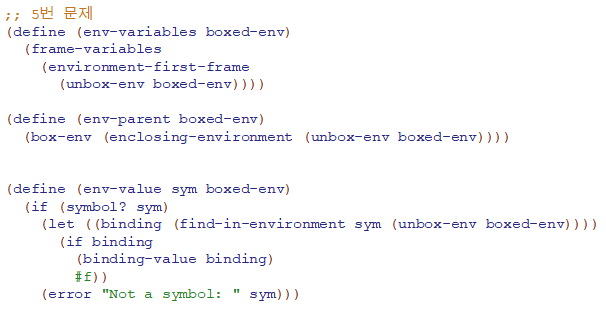 ;; 5번 문제
(define (env-variables boxed-env)
  (frame-variables
    (environment-first-frame
      (unbox-env boxed-env))))

(define (env-parent boxed-env)
  (box-env (enclosing-environment (unbox-env boxed-env))))

(define (env-value sym boxed-env)
  (if (symbol? sym)
    (let ((binding (find-in-environment sym (unbox-env boxed-env))))
      (if binding
        (binding-value binding)
        #f))
    (error "Not a symbol: " sym)))